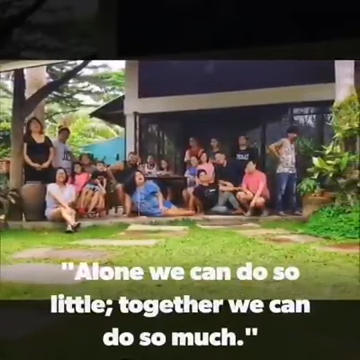 "Alone we can do so
little; together we can
do so much."